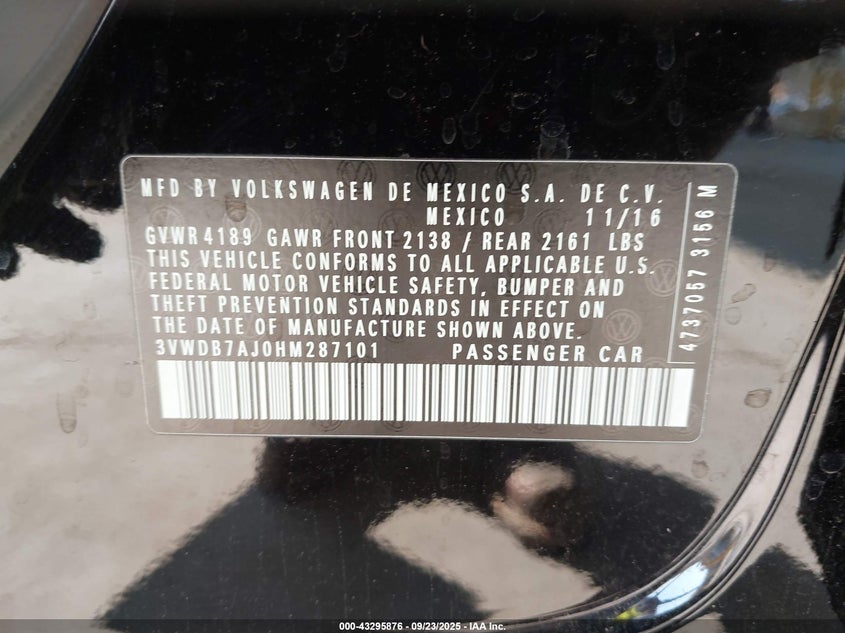 MFD BY VOLKSWAGEN DE MEXICO S.A. DE C.V.
MEXICO 11/16
GVWR 4189 GAWR FRONT 2138 / REAR 2161 LBS
THIS VEHICLE CONFORMS TO ALL APPLICABLE U.S.
FEDERAL MOTOR VEHICLE SAFETY, BUMPER AND
THEFT PREVENTION STANDARDS IN EFFECT ON
THE DATE OF MANUFACTURE SHOWN ABOVE.
3VWDB7AJ0HM287101 PASSENGER CAR
4737057 3156 M
000-43295876 - 09/23/2025 - IAA Inc.